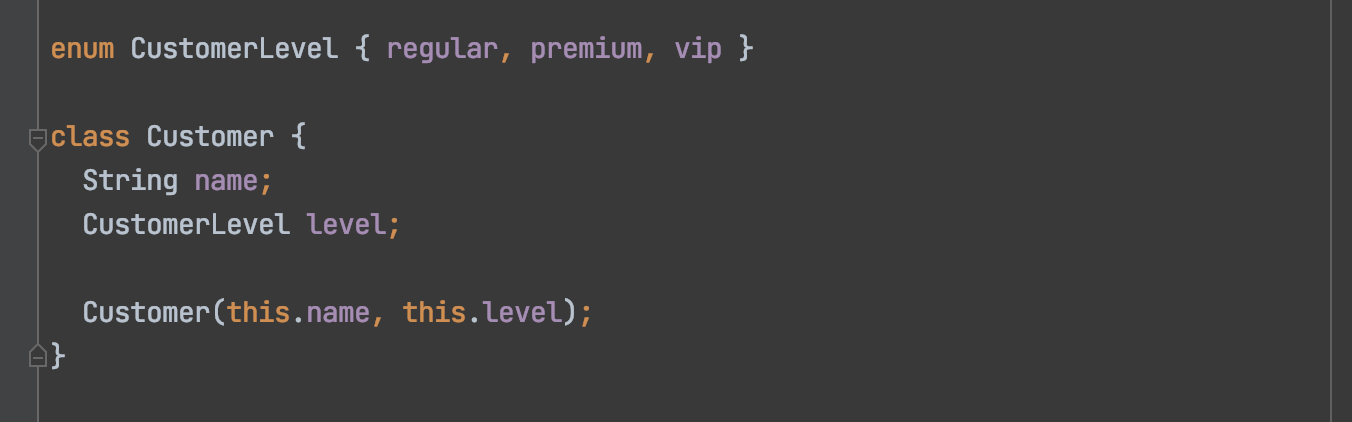 enum CustomerLevel { regular, premium, vip }
class Customer {
String name;
CustomerLevel level;
Customer(this.name, this.level);
}